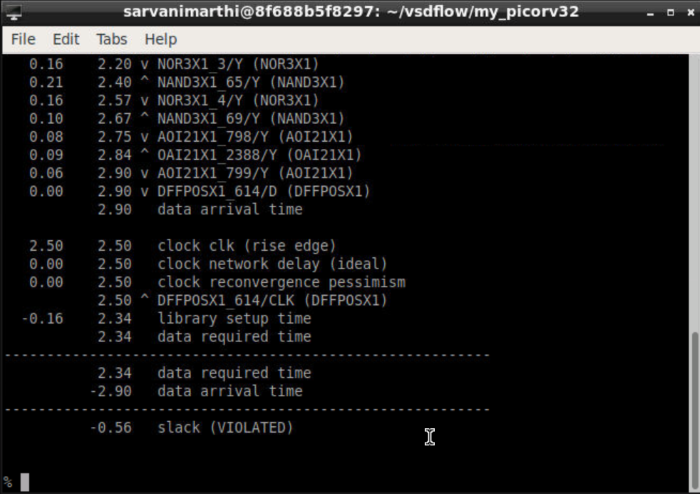 sarvanimarthi@8f688b5f8297: ~/vsdflow/my_picorv32
File Edit Tabs Help
0.16 2.20 v NOR3X1_3/Y (NOR3X1)
0.21 2.40 ^ NAND3X1_65/Y (NAND3X1)
0.16 2.57 v NOR3X1_4/Y (NOR3X1)
0.10 2.67 ^ NAND3X1_69/Y (NAND3X1)
0.08 2.75 v AOI21X1_798/Y (AOI21X1)
0.09 2.84 ^ OAI21X1_2388/Y (OAI21X1)
0.06 2.90 v AOI21X1_799/Y (AOI21X1)
0.00 2.90 v DFFPOSX1_614/D (DFFPOSX1)
2.90 data arrival time
2.50 2.50 clock clk (rise edge)
0.00 2.50 clock network delay (ideal)
0.00 2.50 clock reconvergence pessimism
2.50 ^ DFFPOSX1_614/CLK (DFFPOSX1)
-0.16 2.34 library setup time
2.34 data required time
---------------------------------------------------------
2.34 data required time
-2.90 data arrival time
---------------------------------------------------------
-0.56 slack (VIOLATED)
%